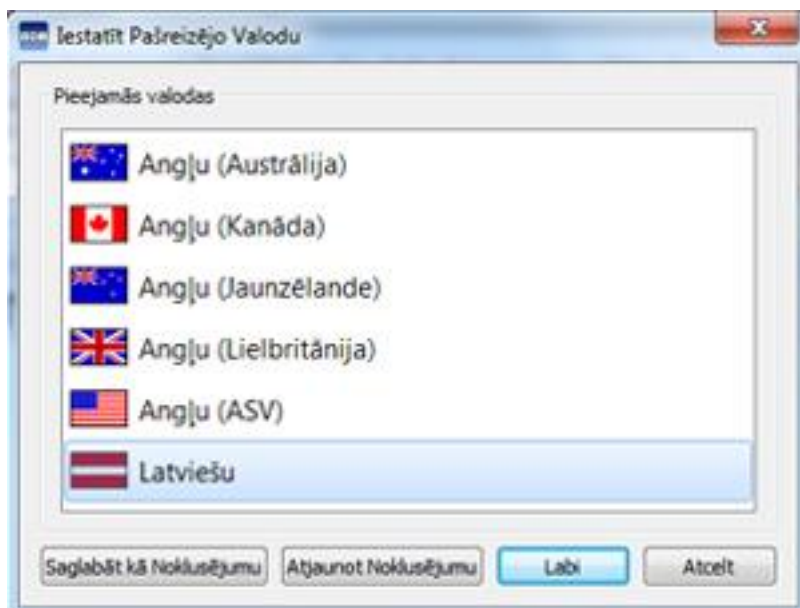 Iestatīt Pašreizējo Valodu
Pieejamās valodas
Angļu (Austrālija)
Angļu (Kanāda)
Angļu (Jaunzēlande)
Angļu (Lielbritānija)
Angļu (ASV)
Latviešu
Saglabāt kā Noklusējumu Atjaunot Noklusējumu Labi Atcelt